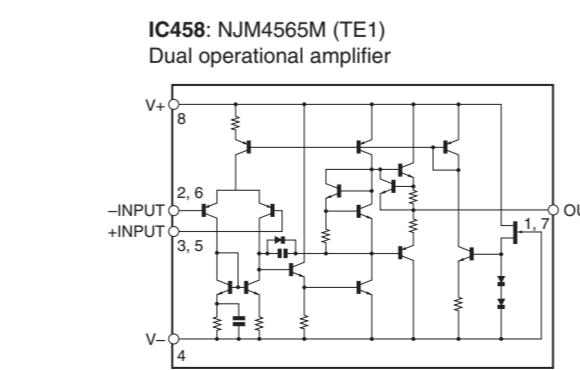 IC458: NJM4565M (TE1)
Dual operational amplifier
V+
8
2, 6
–INPUT
+INPUT
3, 5
1, 7
V–
4